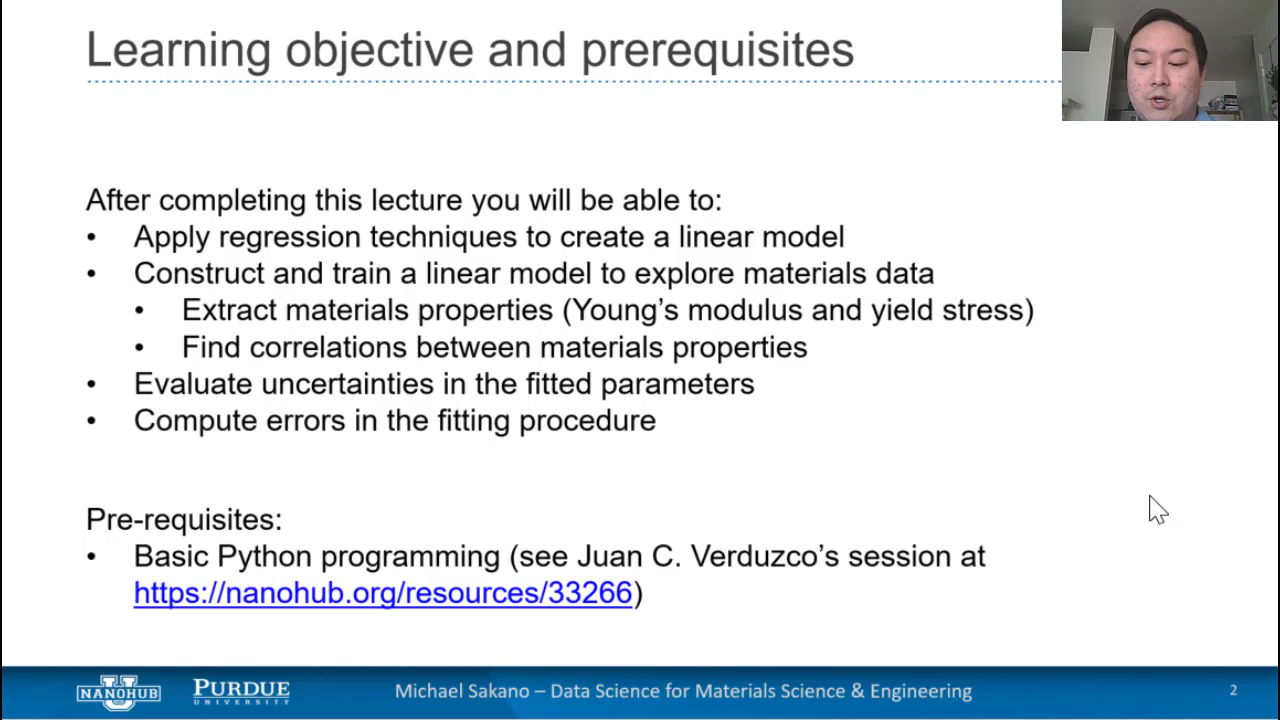 Learning objective and prerequisites
After completing this lecture you will be able to:
• Apply regression techniques to create a linear model
• Construct and train a linear model to explore materials data
• Extract materials properties (Young’s modulus and yield stress)
• Find correlations between materials properties
• Evaluate uncertainties in the fitted parameters
• Compute errors in the fitting procedure
Pre-requisites:
• Basic Python programming (see Juan C. Verduzco’s session at
https://nanohub.org/resources/33266)
U
NANOHUB
PURDUE
UNIVERSITY
Michael Sakano – Data Science for Materials Science & Engineering
2